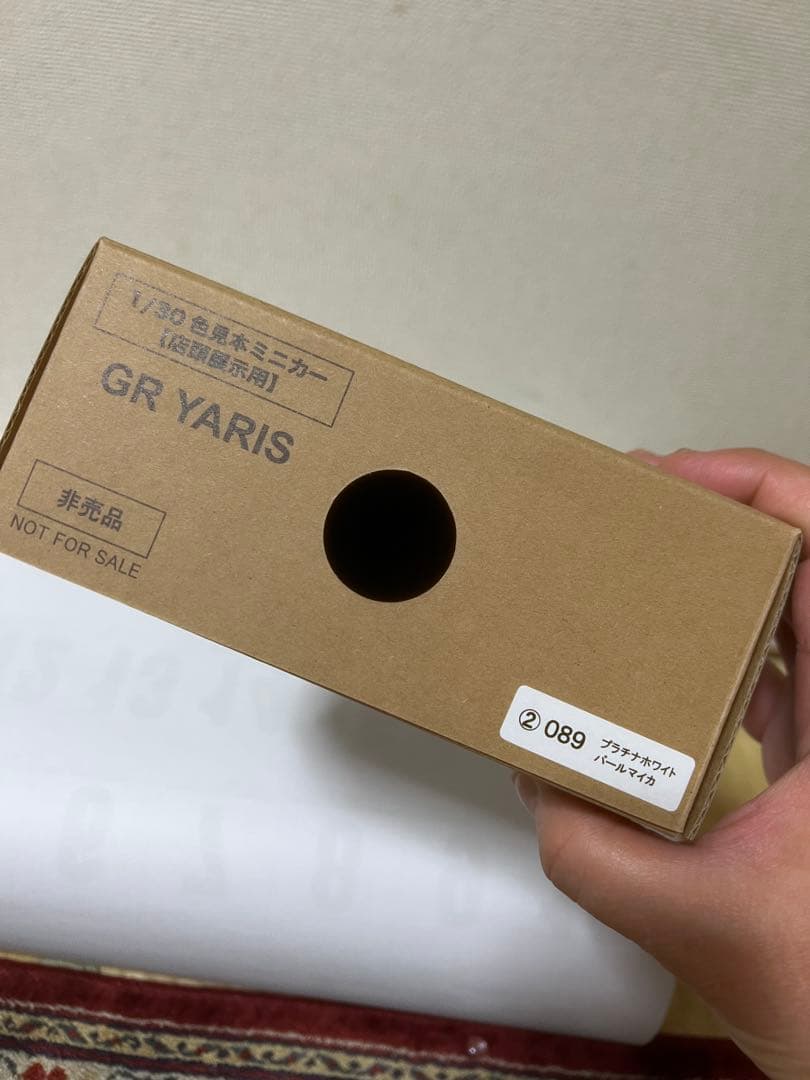 1/30 色見本ミニカー
【店頭展示用】
GR YARIS
非売品
NOT FOR SALE
② 089 プラチナホワイト
パールマイカ